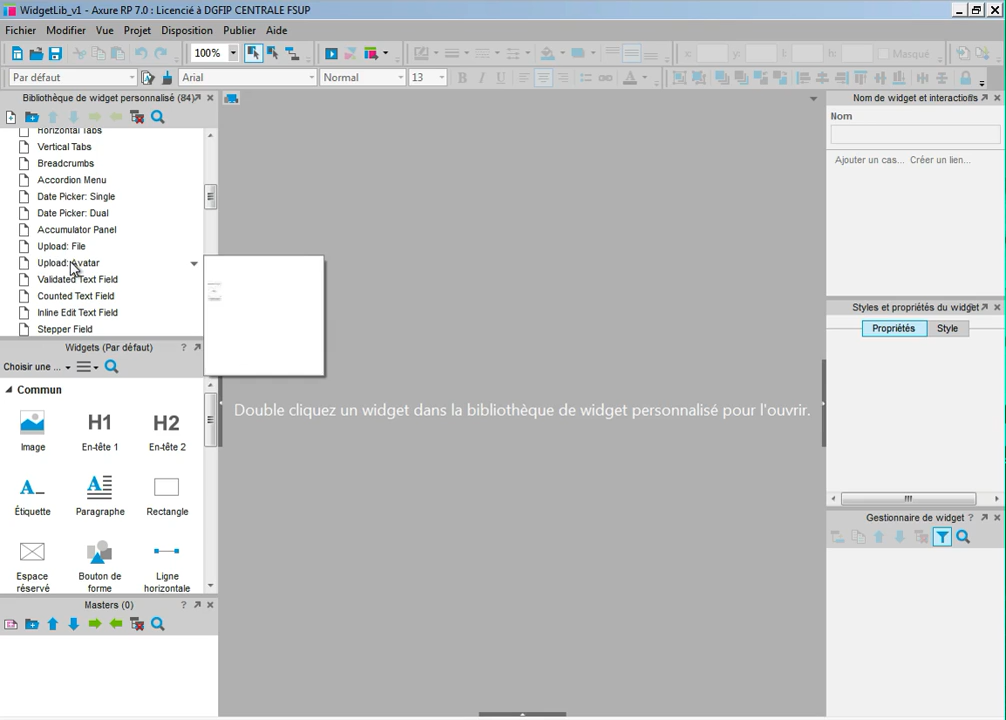 WidgetLib_v1 - Axure RP 7.0 : Licencié à DGFIP CENTRALE FSUP
Fichier Modifier Vue Projet Disposition Publier Aide
100% x: y: l: h: Masqué
Par défaut Arial Normal 13 B I U A
Bibliothèque de widget personnalisé (84)
Horizontal Tabs
Vertical Tabs
Breadcrumbs
Accordion Menu
Date Picker: Single
Date Picker: Dual
Accumulator Panel
Upload: File
Upload: Avatar
Validated Text Field
Counted Text Field
Inline Edit Text Field
Stepper Field
Widgets (Par défaut) ?
Choisir une ...
Commun
H1 H2
Image En-tête 1 En-tête 2
Étiquette Paragraphe Rectangle
Espace réservé Bouton de forme Ligne horizontale
Masters (0) ?
Double cliquez un widget dans la bibliothèque de widget personnalisé pour l'ouvrir.
Nom de widget et interactions
Nom
Ajouter un cas... Créer un lien...
Styles et propriétés du widget
Propriétés Style
Gestionnaire de widget ?